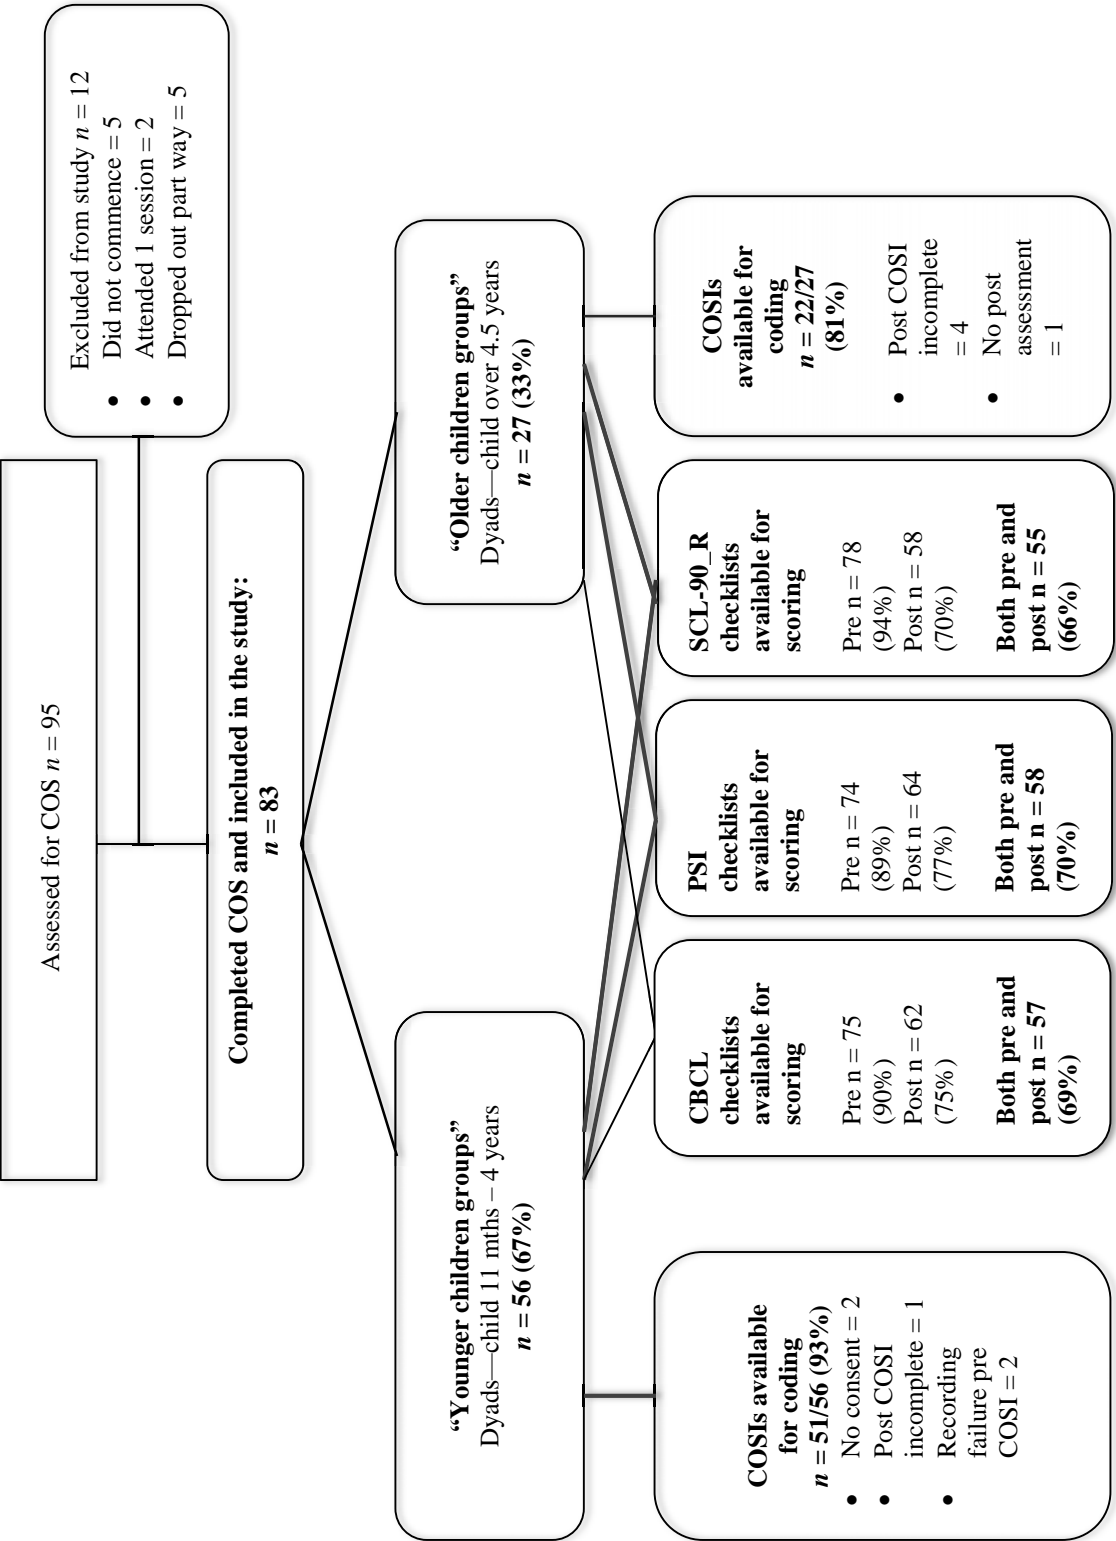 Assessed for COS n = 95
Excluded from study n = 12
• Did not commence = 5
• Attended 1 session = 2
• Dropped out part way = 5
Completed COS and included in the study:
n = 83
“Younger children groups”
Dyads—child 11 mths – 4 years
n = 56 (67%)
“Older children groups”
Dyads—child over 4.5 years
n = 27 (33%)
COSIs available
for coding
n = 51/56 (93%)
• No consent = 2
• Post COSI
incomplete = 1
• Recording
failure pre
COSI = 2
CBCL
checklists
available for
scoring
Pre n = 75
(90%)
Post n = 62
(75%)
Both pre and
post n = 57
(69%)
PSI
checklists
available for
scoring
Pre n = 74
(89%)
Post n = 64
(77%)
Both pre and
post n = 58
(70%)
SCL-90_R
checklists
available for
scoring
Pre n = 78
(94%)
Post n = 58
(70%)
Both pre and
post n = 55
(66%)
COSIs
available for
coding
n = 22/27
(81%)
• Post COSI
incomplete
= 4
• No post
assessment
= 1